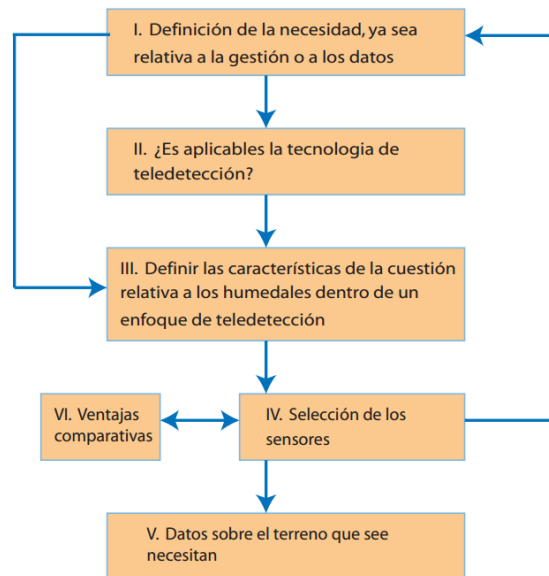 I. Definición de la necesidad, ya sea
relativa a la gestión o a los datos
II. ¿Es aplicables la tecnologia de
teledetección?
III. Definir las características de la cuestión
relativa a los humedales dentro de un
enfoque de teledetección
VI. Ventajas
comparativas
IV. Selección de los
sensores
V. Datos sobre el terreno que see
necesitan